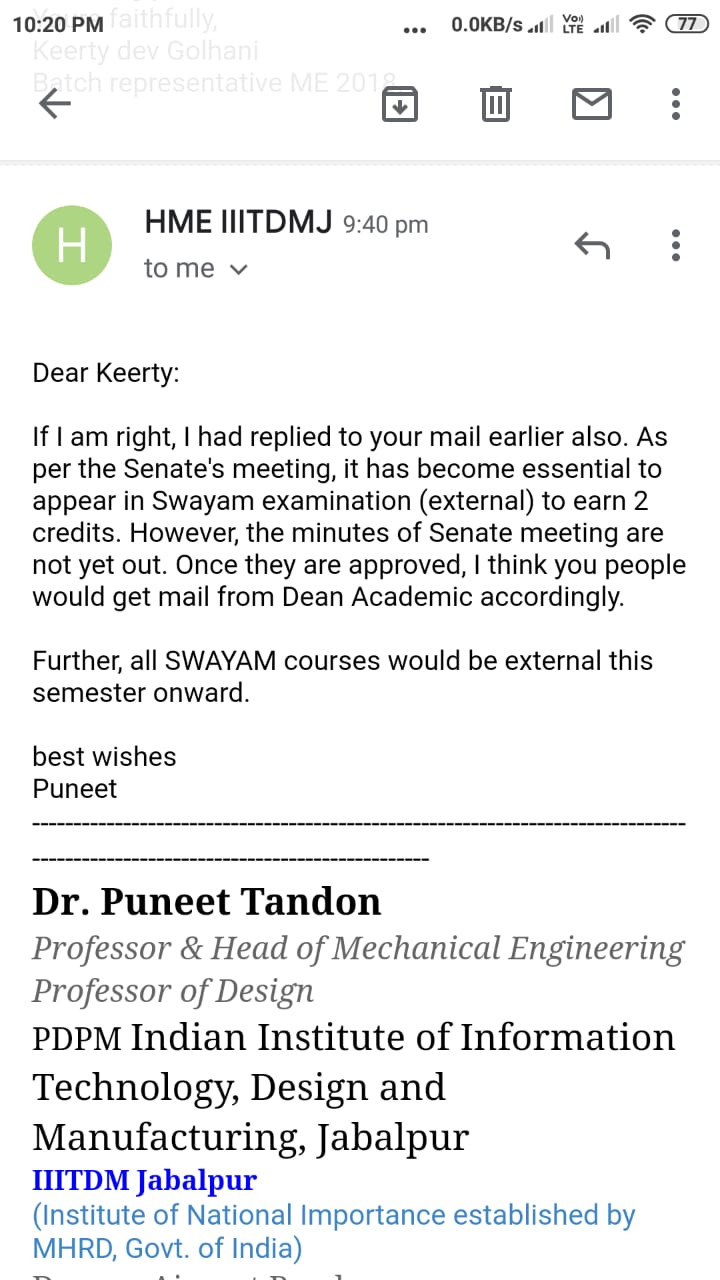 Yours faithfully,
10:20 PM ... 0.0KB/s Vo) LTE 77
Keerty dev Golhani
Batch representative ME 2018
H
HME IIITDMJ 9:40 pm
to me
Dear Keerty:
If I am right, I had replied to your mail earlier also. As
per the Senate's meeting, it has become essential to
appear in Swayam examination (external) to earn 2
credits. However, the minutes of Senate meeting are
not yet out. Once they are approved, I think you people
would get mail from Dean Academic accordingly.
Further, all SWAYAM courses would be external this
semester onward.
best wishes
Puneet
--------------------------------------------------------------------------------
------------------------------------------------
Dr. Puneet Tandon
Professor & Head of Mechanical Engineering
Professor of Design
PDPM Indian Institute of Information
Technology, Design and
Manufacturing, Jabalpur
IIITDM Jabalpur
(Institute of National Importance established by
MHRD, Govt. of India)